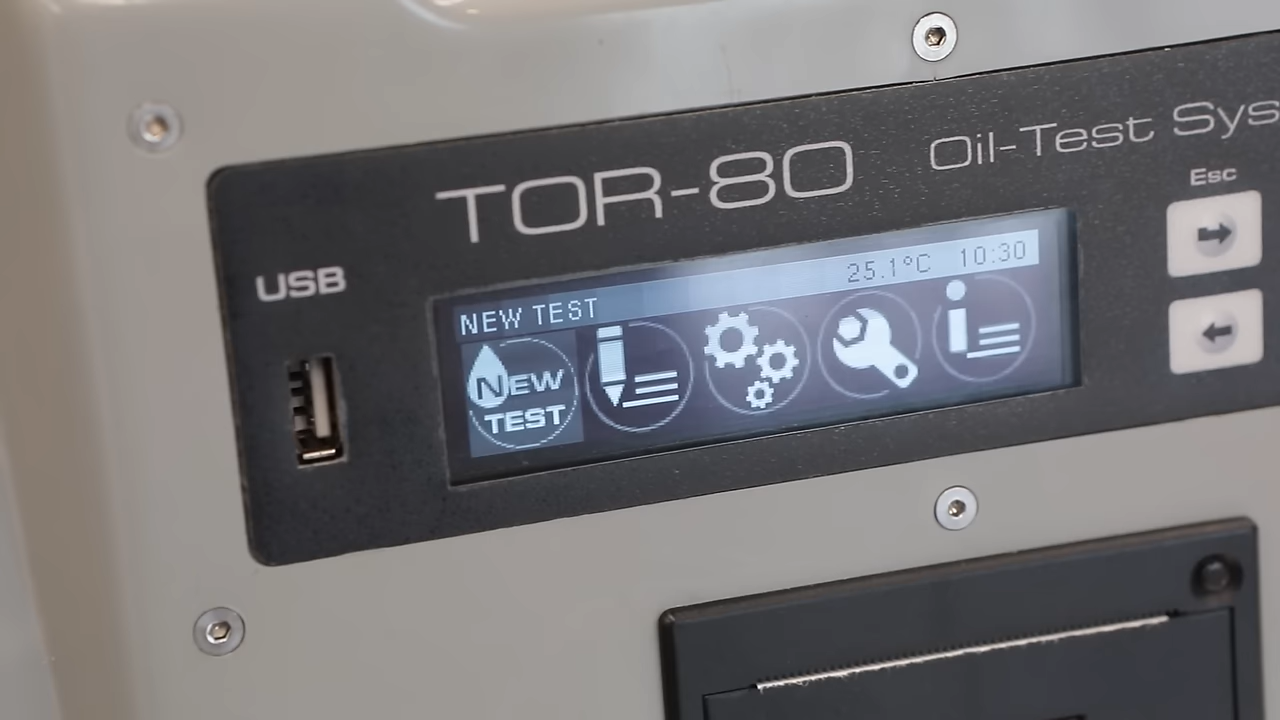 TOR-80
Oil-Test Sys
Esc
USB
25.1°C 10:30
NEW TEST
NEW
TEST